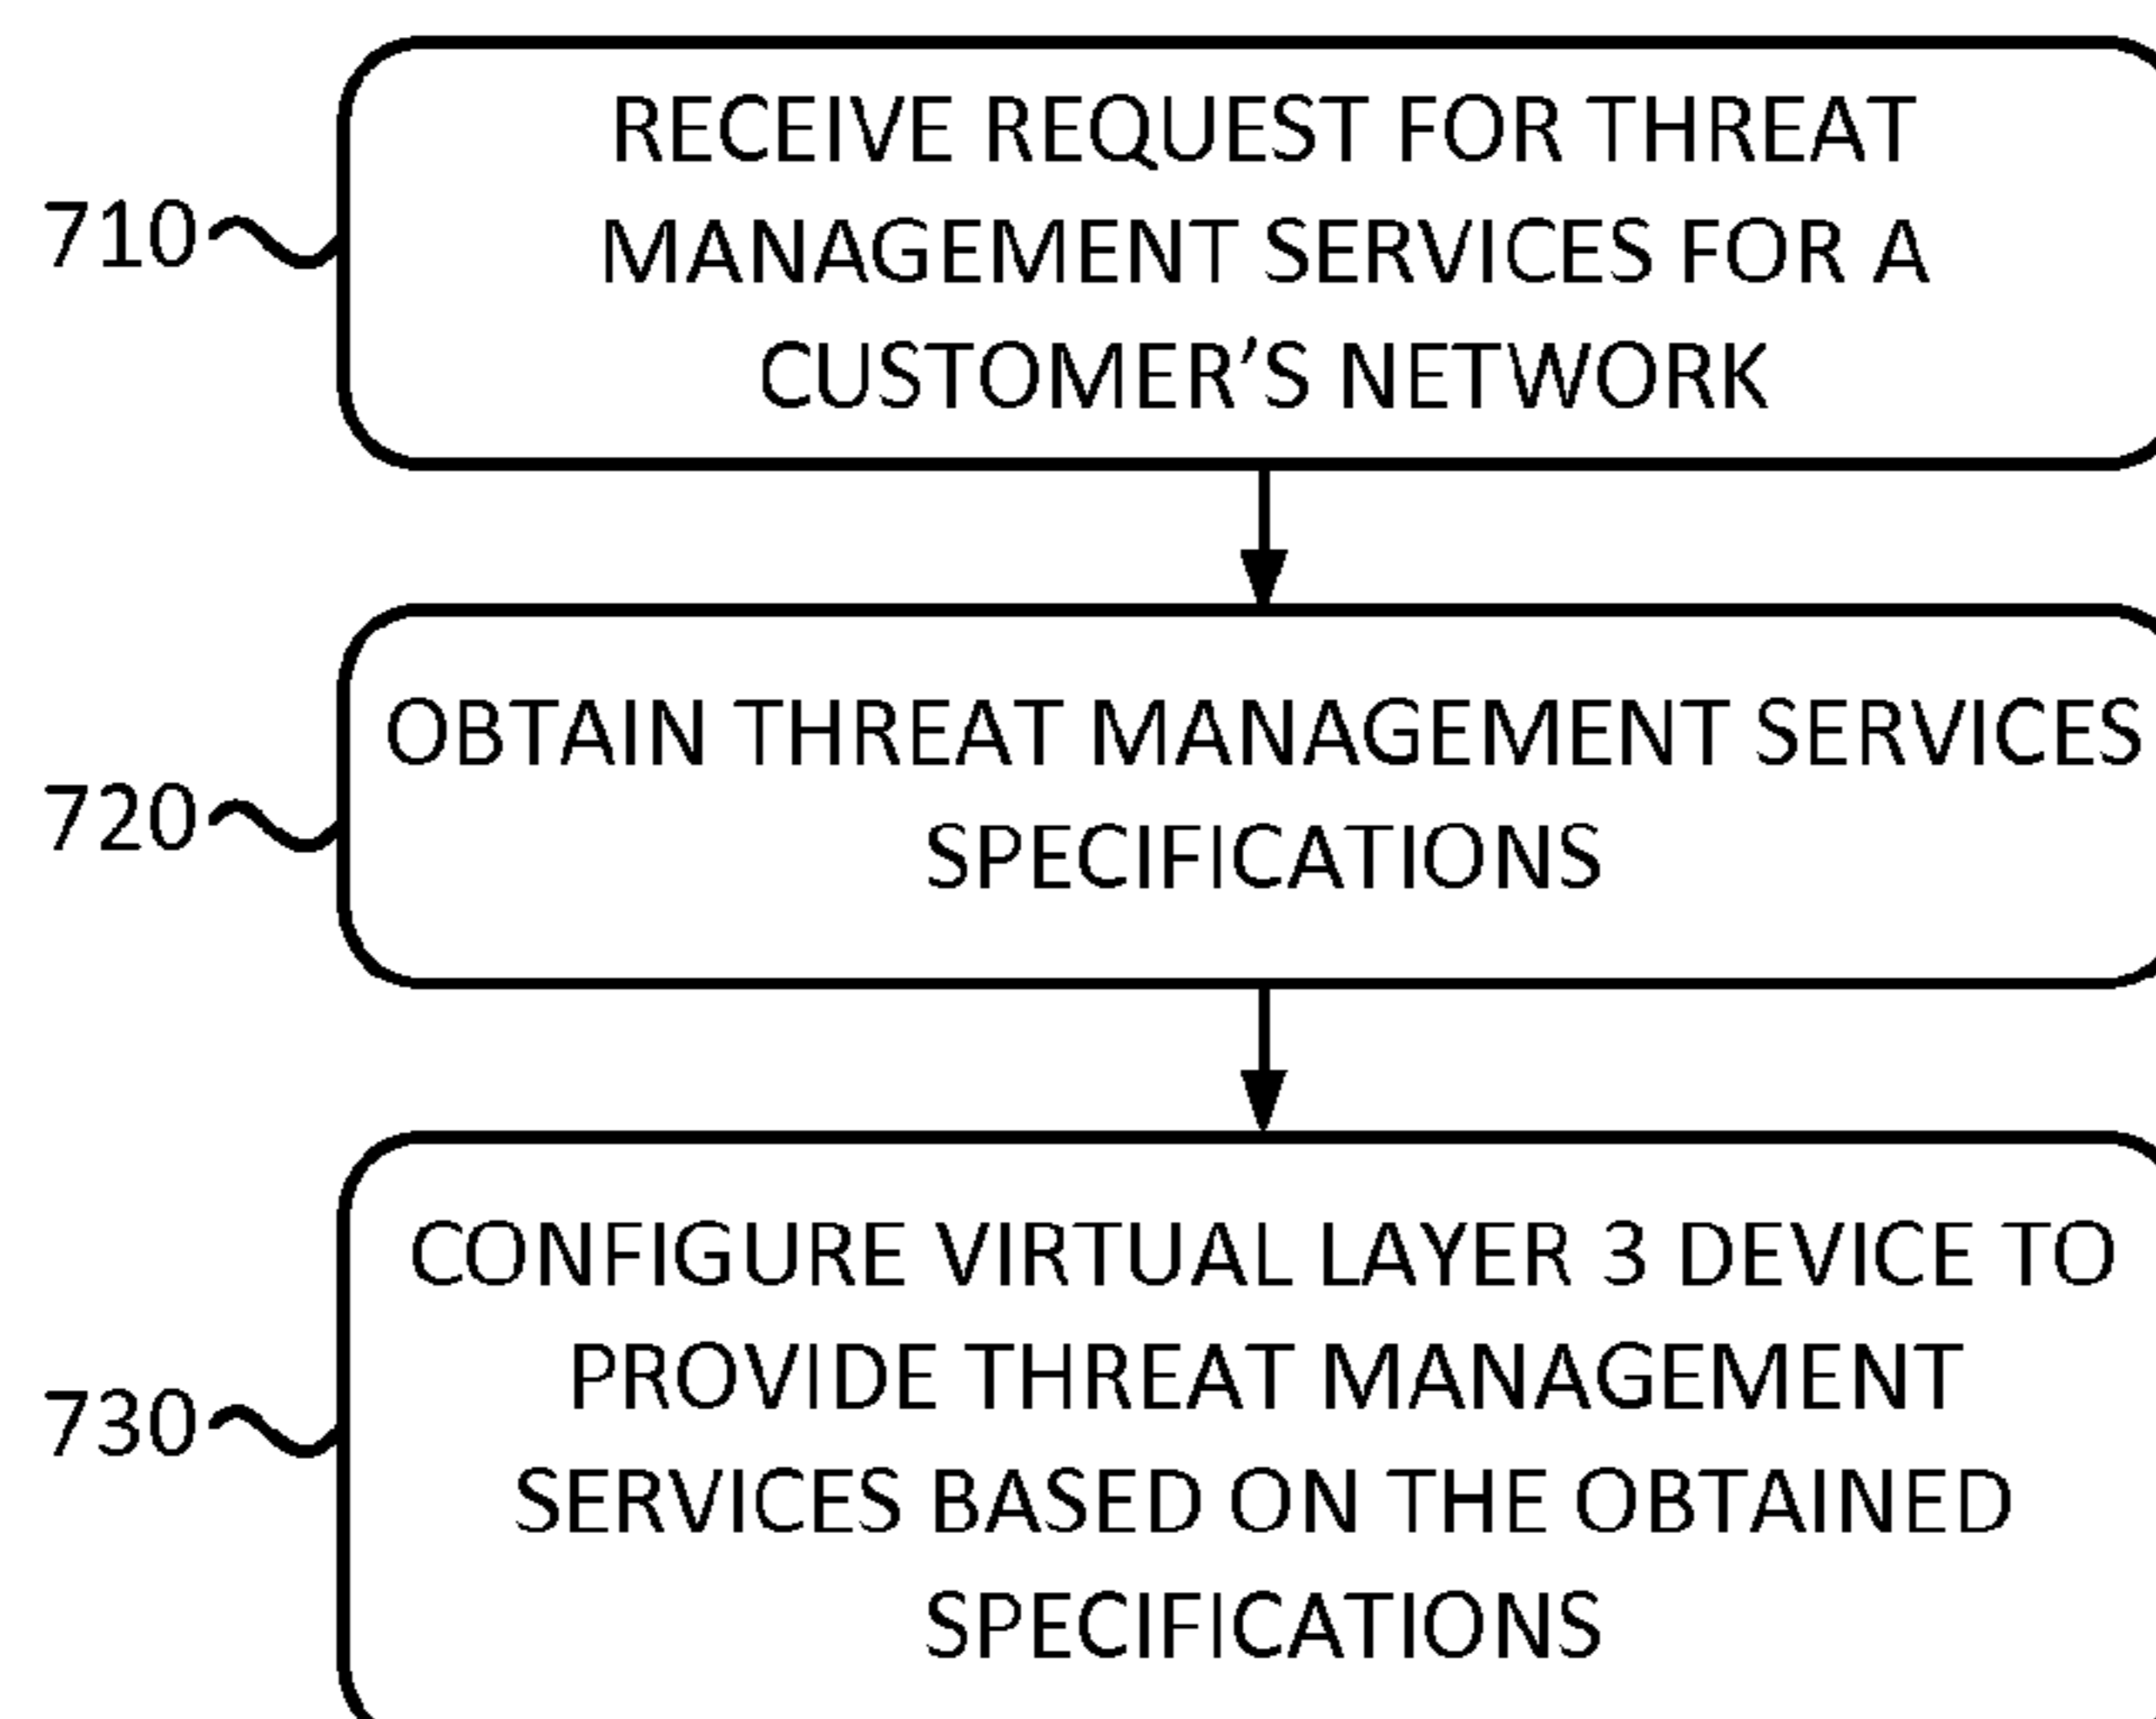 RECEIVE REQUEST FOR THREAT
MANAGEMENT SERVICES FOR A
CUSTOMER’S NETWORK
710
OBTAIN THREAT MANAGEMENT SERVICES
SPECIFICATIONS
720
CONFIGURE VIRTUAL LAYER 3 DEVICE TO
PROVIDE THREAT MANAGEMENT
SERVICES BASED ON THE OBTAINED
SPECIFICATIONS
730